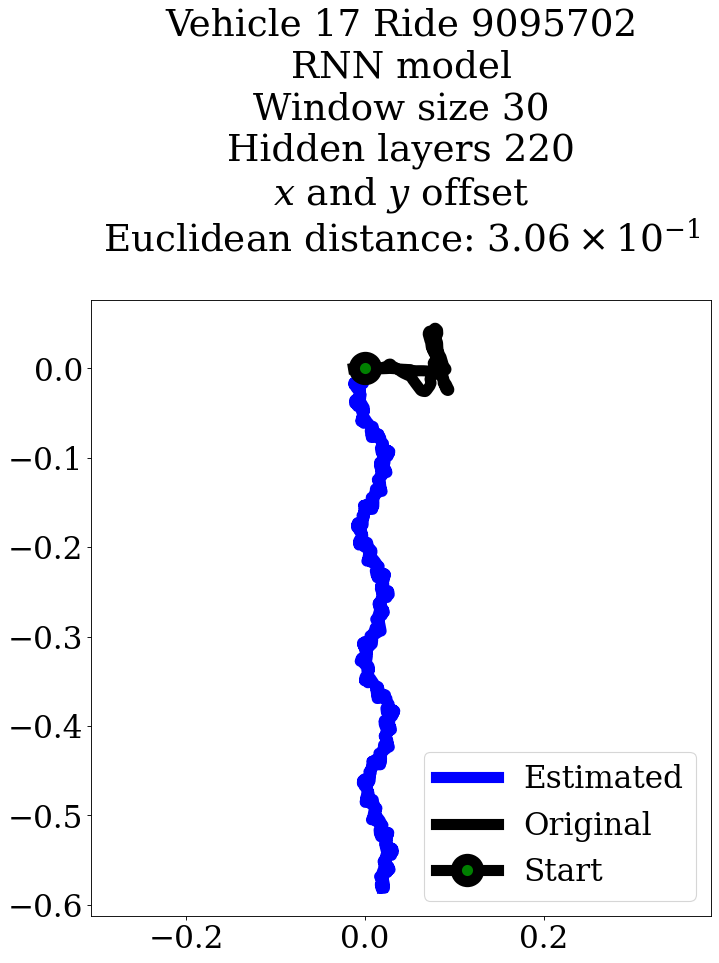 Vehicle 17 Ride 9095702
RNN model
Window size 30
Hidden layers 220
x and y offset
Euclidean distance: 3.06 × 10⁻¹
0.0
−0.1
−0.2
−0.3
−0.4
−0.5
−0.6
Estimated
Original
Start
−0.2 0.0 0.2